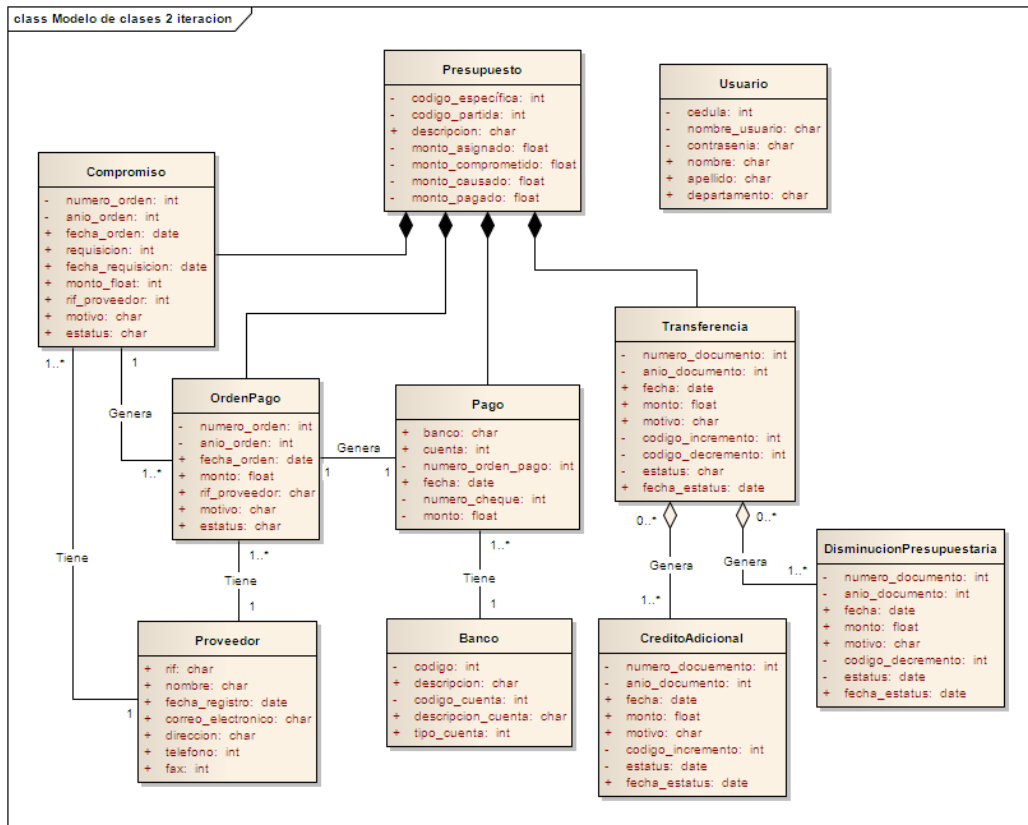 class Modelo de clases 2 iteracion
Presupuesto
- codigo_específica: int
- codigo_partida: int
+ descripcion: char
- monto_asignado: float
- monto_comprometido: float
- monto_causado: float
- monto_pagado: float
Usuario
- cedula: int
- nombre_usuario: char
- contrasenia: char
+ nombre: char
+ apellido: char
+ departamento: char
Compromiso
- numero_orden: int
- anio_orden: int
+ fecha_orden: date
+ requisicion: int
+ fecha_requisicion: date
+ monto_float: int
+ rif_proveedor: int
+ motivo: char
+ estatus: char
1..*
1
Genera
1..*
Tiene
1
OrdenPago
- numero_orden: int
- anio_orden: int
+ fecha_orden: date
+ monto: float
+ rif_proveedor: char
+ motivo: char
+ estatus: char
Genera
1
1
1..*
Tiene
1
Pago
+ banco: char
+ cuenta: int
- numero_orden_pago: int
+ fecha: date
- numero_cheque: int
- monto: float
1..*
Tiene
1
Transferencia
- numero_documento: int
- anio_documento: int
+ fecha: date
+ monto: float
+ motivo: char
- codigo_incremento: int
- codigo_decremento: int
- estatus: char
+ fecha_estatus: date
0..*
Genera
1..*
0..*
Genera
1..*
DisminucionPresupuestaria
- numero_documento: int
- anio_documento: int
+ fecha: date
+ monto: float
+ motivo: char
- codigo_decremento: int
- estatus: date
+ fecha_estatus: date
Proveedor
+ rif: char
+ nombre: char
+ fecha_registro: date
+ correo_electronico: char
+ direccion: char
+ telefono: int
+ fax: int
Banco
- codigo: int
+ descripcion: char
- codigo_cuenta: int
+ descripcion_cuenta: char
+ tipo_cuenta: int
CreditoAdicional
- numero_docuemento: int
- anio_documento: int
+ fecha: date
+ monto: float
+ motivo: char
- codigo_incremento: int
- estatus: date
+ fecha_estatus: date